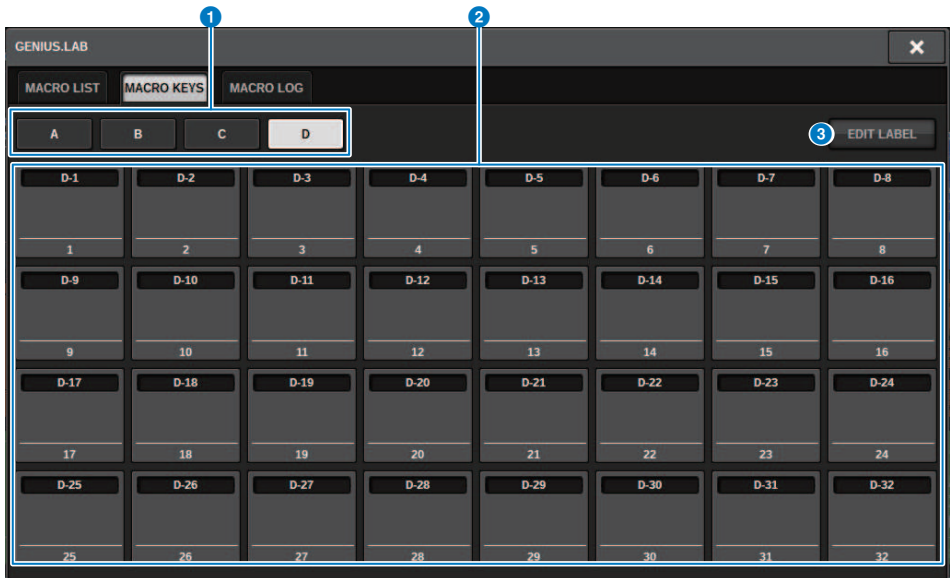 1 2
GENIUS.LAB ×
MACRO LIST MACRO KEYS MACRO LOG
A B C D 3 EDIT LABEL
D-1 D-2 D-3 D-4 D-5 D-6 D-7 D-8
1 2 3 4 5 6 7 8
D-9 D-10 D-11 D-12 D-13 D-14 D-15 D-16
9 10 11 12 13 14 15 16
D-17 D-18 D-19 D-20 D-21 D-22 D-23 D-24
17 18 19 20 21 22 23 24
D-25 D-26 D-27 D-28 D-29 D-30 D-31 D-32
25 26 27 28 29 30 31 32